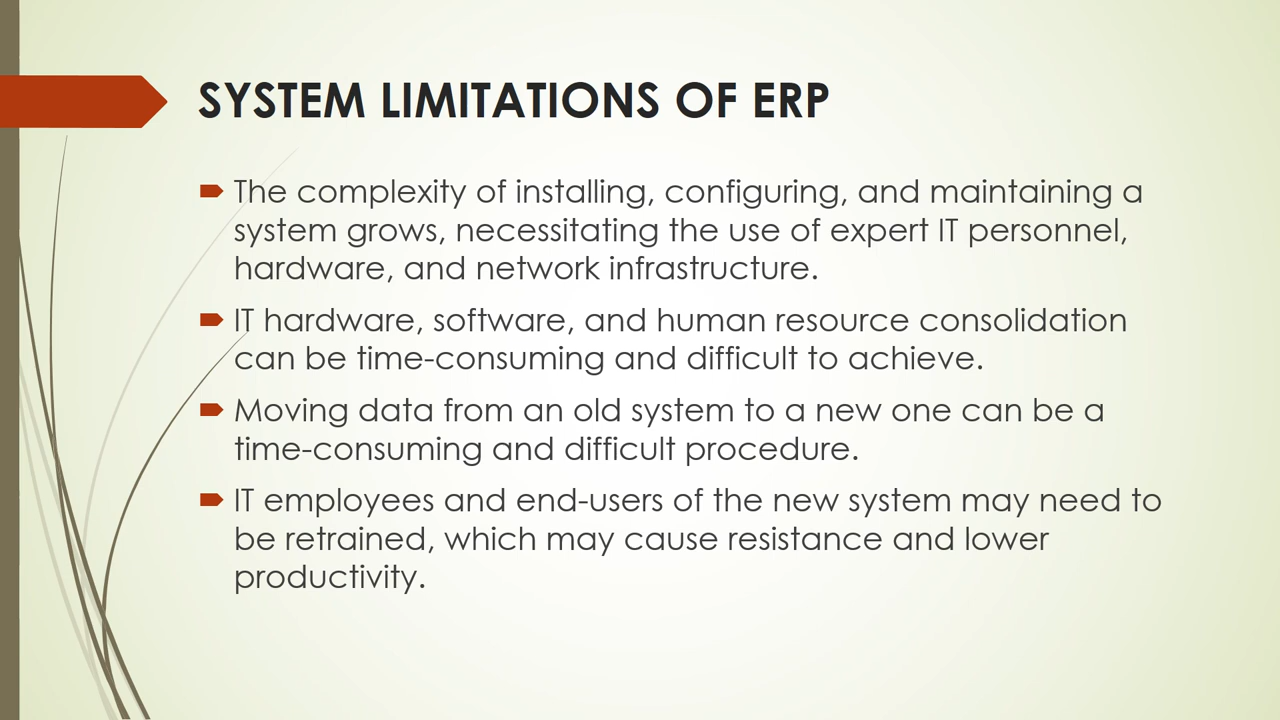 SYSTEM LIMITATIONS OF ERP
The complexity of installing, configuring, and maintaining a
system grows, necessitating the use of expert IT personnel,
hardware, and network infrastructure.
IT hardware, software, and human resource consolidation
can be time-consuming and difficult to achieve.
Moving data from an old system to a new one can be a
time-consuming and difficult procedure.
IT employees and end-users of the new system may need to
be retrained, which may cause resistance and lower
productivity.